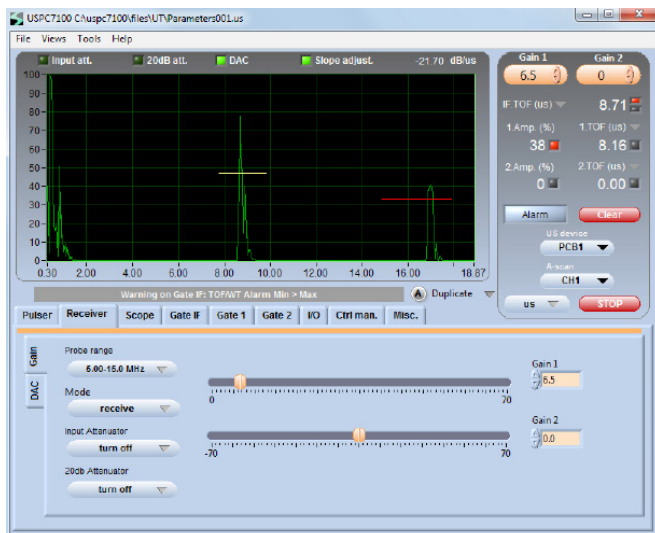 USPC7100 C:\uspc7100\files\UT\Parameters001.us
File Views Tools Help
Input att. 20dB att. DAC Slope adjust. -21.70 dB/us
100
90
80
70
60
50
40
30
20
10
0
0.30 2.00 4.00 6.00 8.00 10.00 12.00 14.00 16.00 18.87
Warning on Gate IF: TOF/WT Alarm Min > Max
A Duplicate
Gain 1 Gain 2
6.5 0
IF.TOF (us) 8.71
1.Amp. (%) 1.TOF (us)
38 8.16
2.Amp. (%) 2.TOF (us)
0 0.00
Alarm Clear
US device
PCB1
A-scan
CH1
us STOP
Pulser Receiver Scope Gate IF Gate 1 Gate 2 I/O Ctrl man. Misc.
Gain
DAC
Probe range
5.00-15.0 MHz
Mode
receive
Input Attenuator
turn off
20db Attenuator
turn off
0 70
Gain 1
6.5
-70 70
Gain 2
0.0